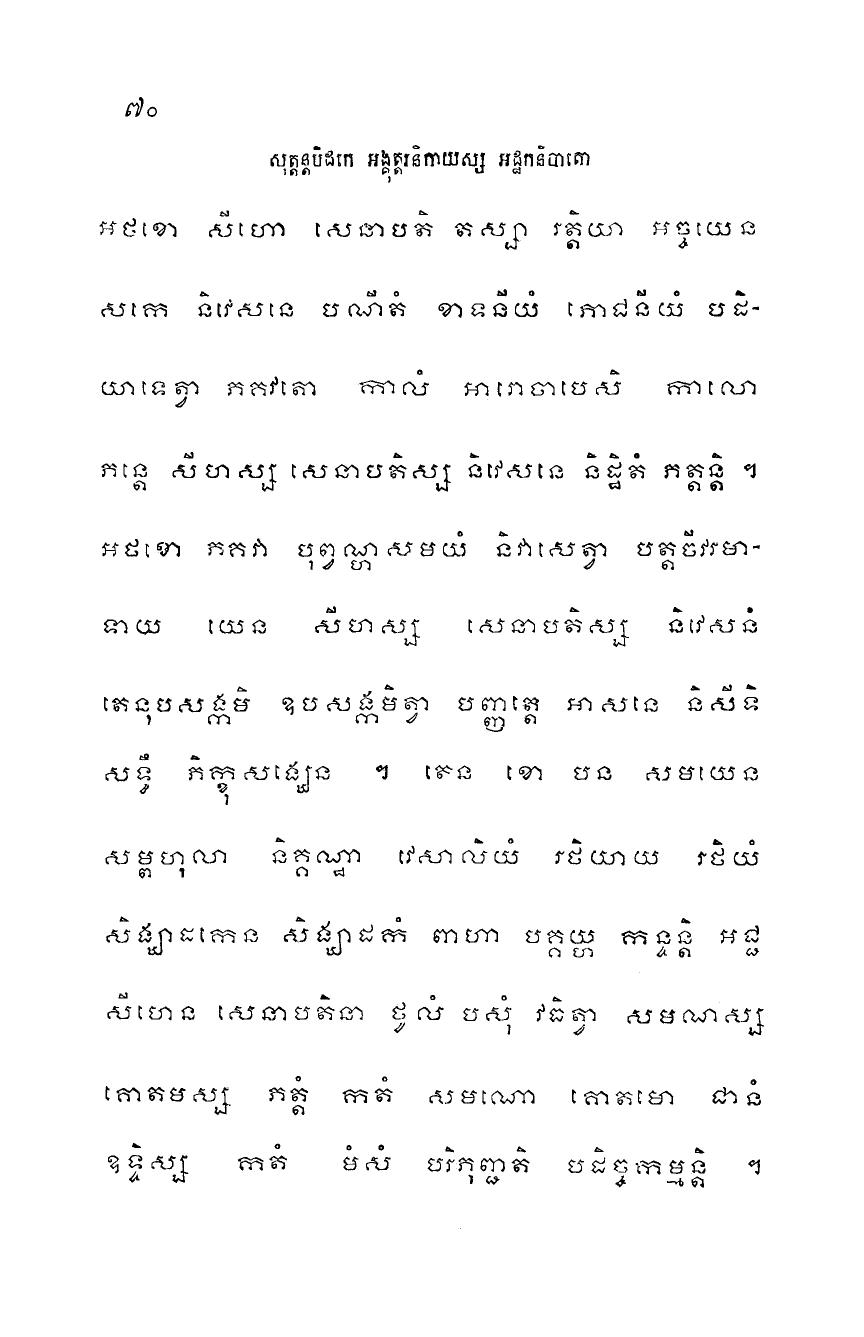 ៧០
សុត្តន្តបិដកេ អង្គុត្តរនិកាយស្ស អដ្ឋកនិបាតោ
អថខោ សីហោ សេនាបតិ តស្សា រត្តិយា អច្ចយេន
សកេ និវេសនេ បណីតំ ខាទនីយំ ភោជនីយំ បដិ-
យាទេត្វា ភគវតោ កាលំ អារោចាបេសិ កាលោ
ភន្តេ សីហស្ស សេនាបតិស្ស និវេសនេ និដ្ឋិតំ ភត្តន្តិ ។
អថខោ ភគវា បុព្វណ្ហសមយំ និវាសេត្វា បត្តចីវរមា-
ទាយ យេន សីហស្ស សេនាបតិស្ស និវេសនំ
តេនុបសង្កមិ ឧបសង្កមិត្វា បញ្ញត្តេ អាសនេ និសីទិ
សទ្ធឹ ភិក្ខុសង្ឃេន ។ តេន ខោ បន សមយេន
សម្ពហុលា និគ្គណ្ឋា វេសាលិយំ រថិយាយ រថិយំ
សិង្ឃាដកេន សិង្ឃាដកំ ពាហា បគ្គយ្ហ កន្ទន្តិ អជ្ជ
សីហេន សេនាបតិនា ថូលំ បសុំ វធិត្វា សមណស្ស
គោតមស្ស ភត្តំ កតំ សមណោ គោតមោ ជានំ
ឧទ្ទិស្ស កតំ មំសំ បរិភុញ្ជតិ បដិច្ចកម្មន្តិ ។